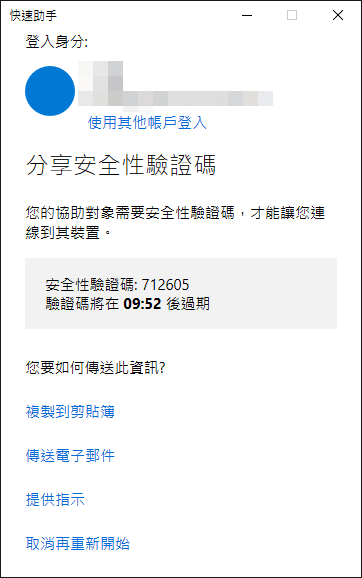 快速助手
登入身分:
使用其他帳戶登入
分享安全性驗證碼
您的協助對象需要安全性驗證碼，才能讓您連
線到其裝置。
安全性驗證碼: 712605
驗證碼將在 09:52 後過期
您要如何傳送此資訊?
複製到剪貼簿
傳送電子郵件
提供指示
取消再重新開始